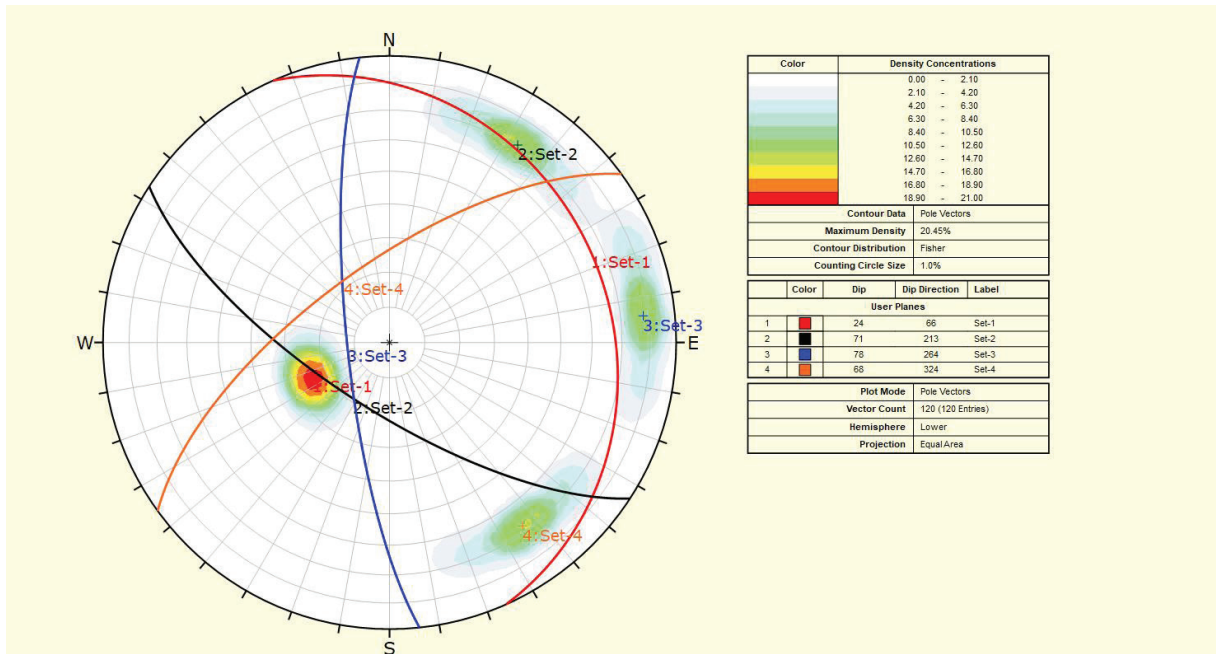 N
2:Set-2
1:Set-1
4:Set-4
3:Set-3
W
E
3:Set-3
1:Set-1
2:Set-2
4:Set-4
S
Color Density Concentrations
0.00 - 2.10
2.10 - 4.20
4.20 - 6.30
6.30 - 8.40
8.40 - 10.50
10.50 - 12.60
12.60 - 14.70
14.70 - 16.80
16.80 - 18.90
18.90 - 21.00
Contour Data Pole Vectors
Maximum Density 20.45%
Contour Distribution Fisher
Counting Circle Size 1.0%
Color Dip Dip Direction Label
User Planes
1 24 66 Set-1
2 71 213 Set-2
3 78 264 Set-3
4 68 324 Set-4
Plot Mode Pole Vectors
Vector Count 120 (120 Entries)
Hemisphere Lower
Projection Equal Area